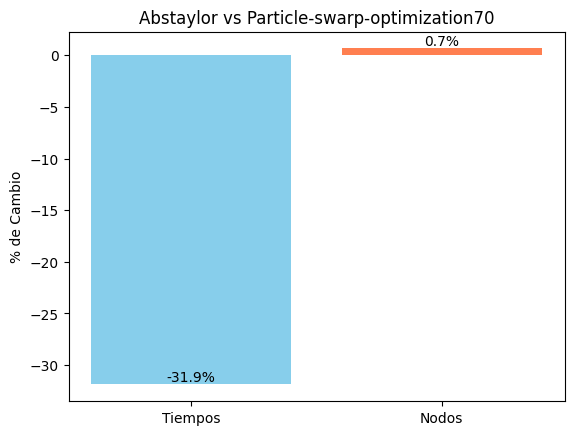 Abstaylor vs Particle-swarp-optimization70
% de Cambio
0
−5
−10
−15
−20
−25
−30
0.7%
-31.9%
Tiempos
Nodos